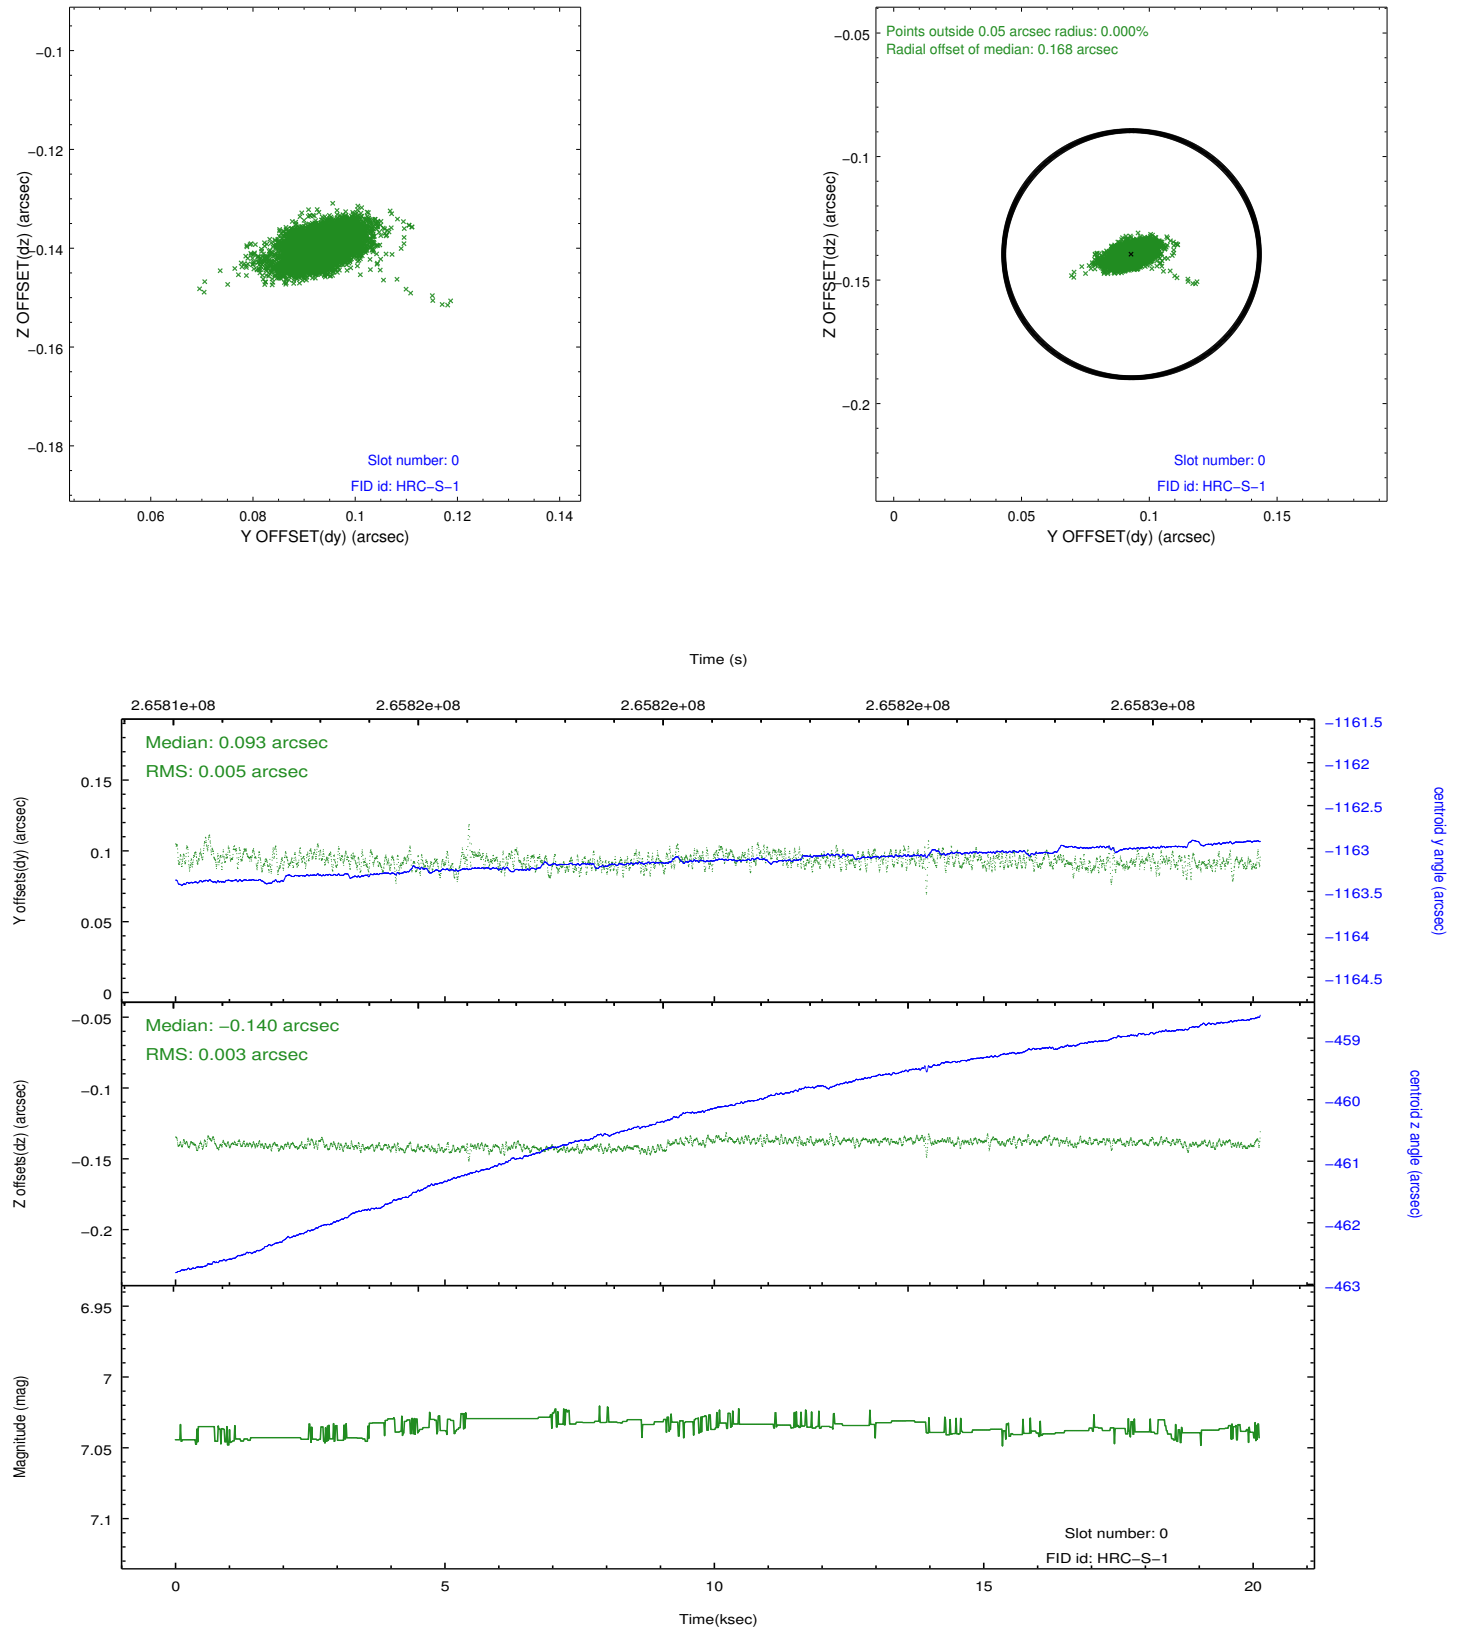 −0.1
−0.12
−0.14
−0.16
−0.18
Z OFFSET(dz) (arcsec)
Slot number: 0
FID id: HRC−S−1
0.06 0.08 0.1 0.12 0.14
Y OFFSET(dy) (arcsec)
Points outside 0.05 arcsec radius: 0.000%
Radial offset of median: 0.168 arcsec
−0.05
−0.1
−0.15
−0.2
Z OFFSET(dz) (arcsec)
Slot number: 0
FID id: HRC−S−1
0 0.05 0.1 0.15
Y OFFSET(dy) (arcsec)
Time (s)
2.6581e+08 2.6582e+08 2.6582e+08 2.6582e+08 2.6583e+08
Median: 0.093 arcsec
RMS: 0.005 arcsec
0.15
0.1
0.05
0
Y offsets(dy) (arcsec)
−1161.5
−1162
−1162.5
−1163
−1163.5
−1164
−1164.5
centroid y angle (arcsec)
Median: −0.140 arcsec
RMS: 0.003 arcsec
−0.05
−0.1
−0.15
−0.2
Z offsets(dz) (arcsec)
−459
−460
−461
−462
−463
centroid z angle (arcsec)
6.95
7
7.05
7.1
Magnitude (mag)
Slot number: 0
FID id: HRC−S−1
0 5 10 15 20
Time(ksec)